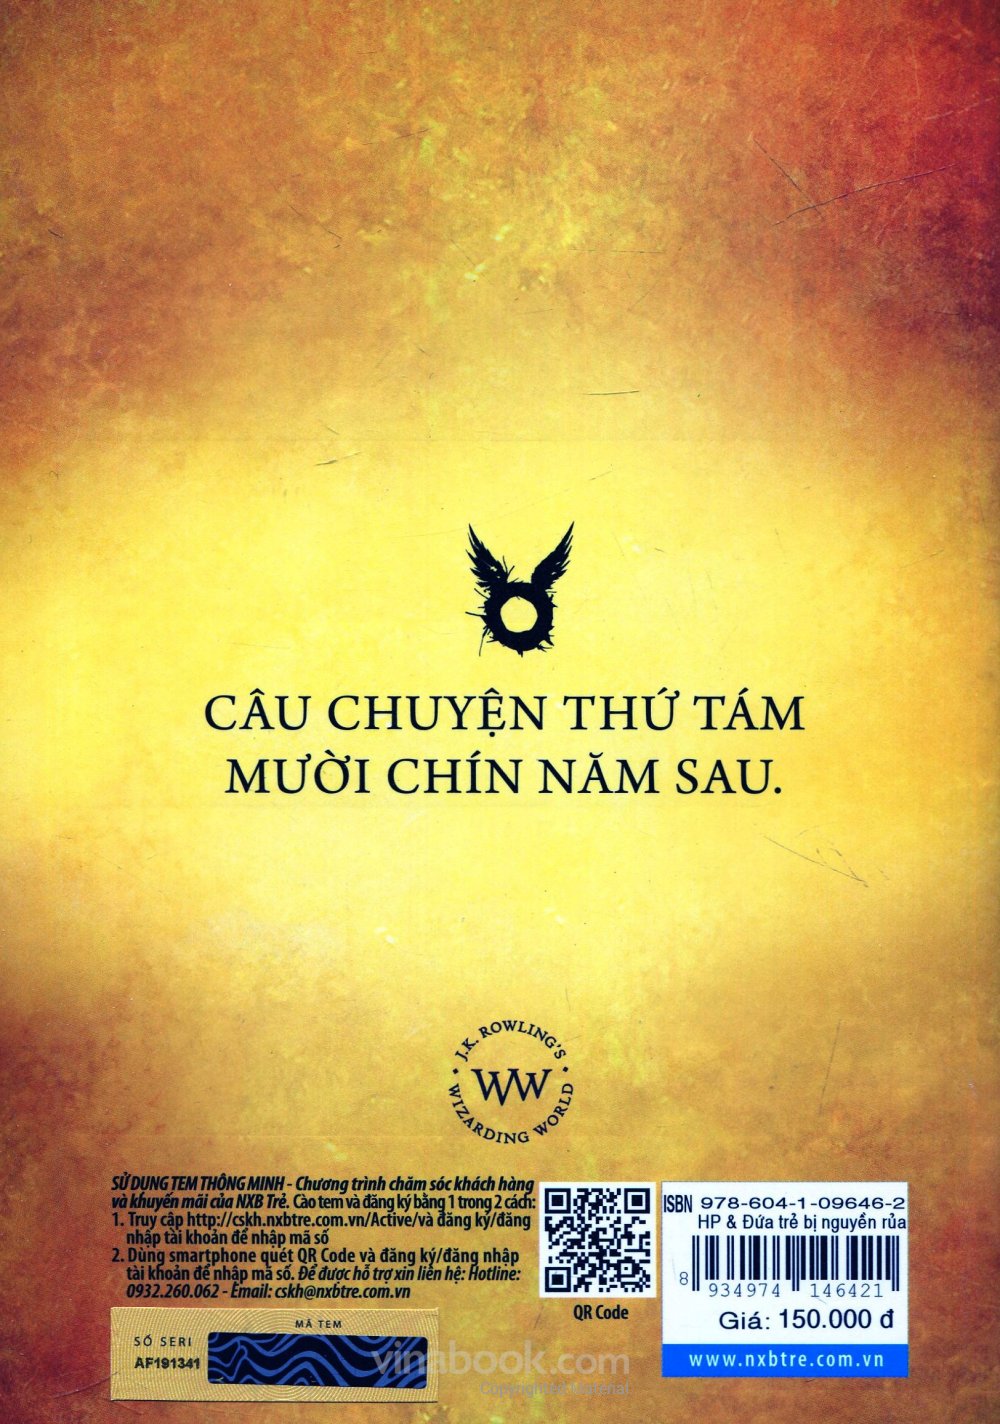 CÂU CHUYỆN THỨ TÁM
MƯỜI CHÍN NĂM SAU.
J.K. ROWLING'S
WW
WIZARDING WORLD
SỬ DỤNG TEM THÔNG MINH - Chương trình chăm sóc khách hàng
và khuyến mãi của NXB Trẻ. Cào tem và đăng ký bằng 1 trong 2 cách:
1. Truy cập http://cskh.nxbtre.com.vn/Active/và đăng ký/đăng
nhập tài khoản để nhập mã số
2. Dùng smartphone quét QR Code và đăng ký/đăng nhập
tài khoản để nhập mã số. Để được hỗ trợ xin liên hệ: Hotline:
0932.260.062 - Email: cskh@nxbtre.com.vn
QR Code
MÃ TEM
SỐ SERI
AF191341
ISBN 978-604-1-09646-2
HP & Đứa trẻ bị nguyền rủa
8 934974 146421
Giá: 150.000 đ
www.nxbtre.com.vn
vinabook.com
Copyrighted Material